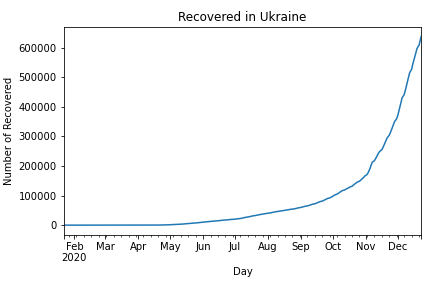 Recovered in Ukraine
Number of Recovered
600000
500000
400000
300000
200000
100000
0
Feb Mar Apr May Jun Jul Aug Sep Oct Nov Dec
2020
Day